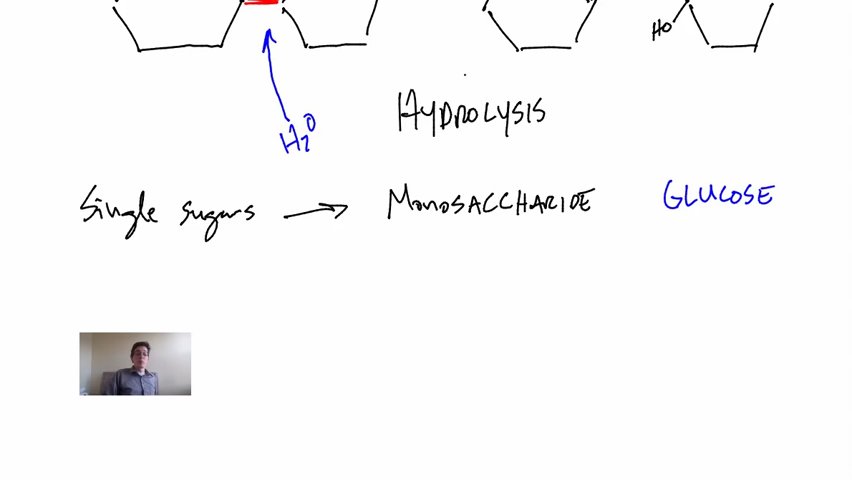 HO
HYDROLYSIS
H₂O
Single sugars → MONOSACCHARIDE GLUCOSE